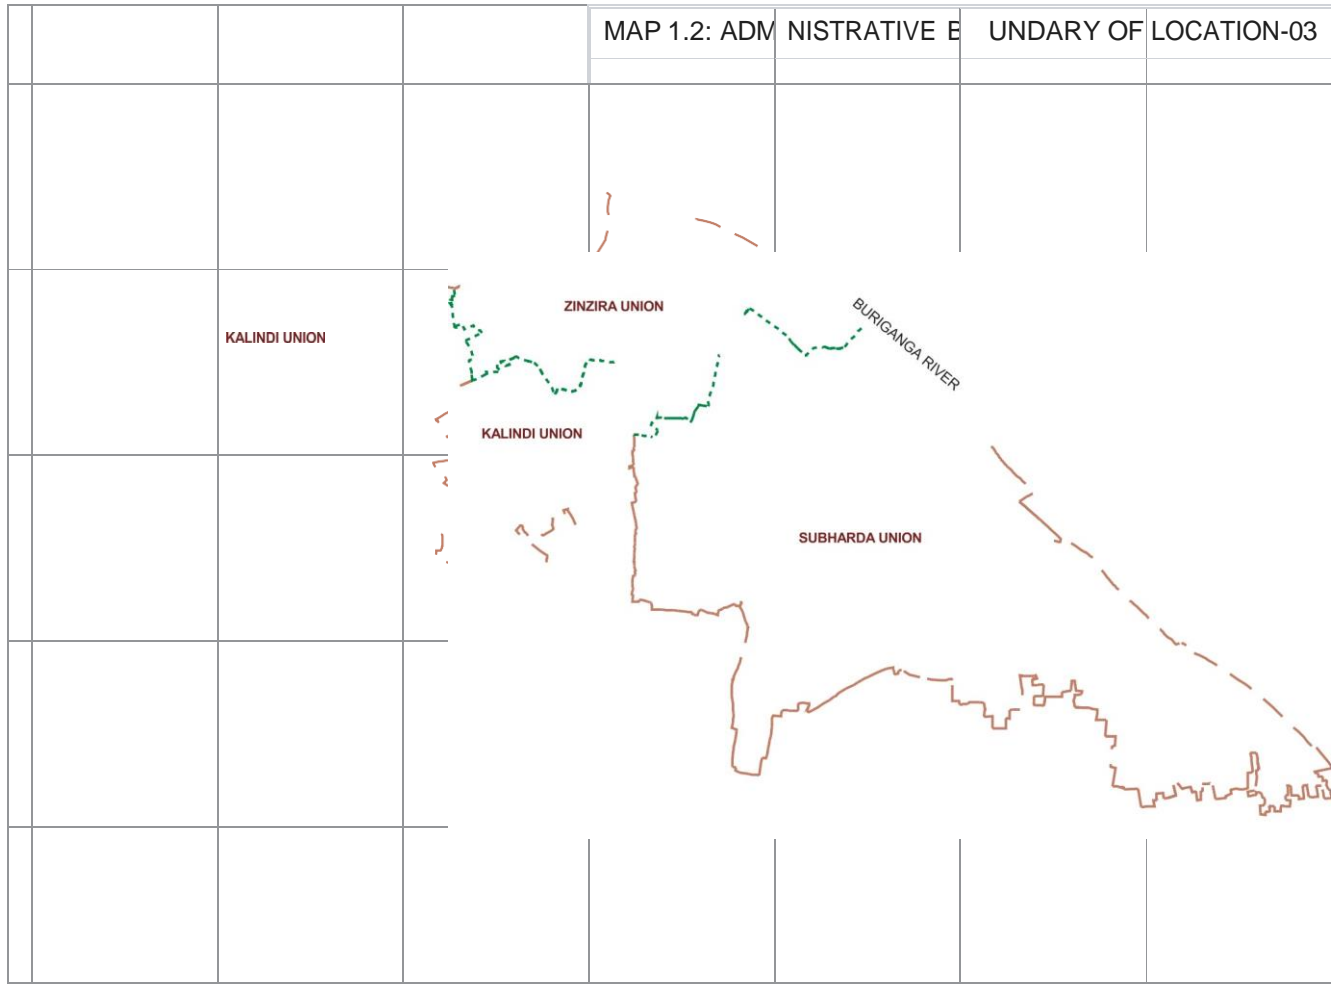 MAP 1.2: ADM NISTRATIVE B UNDARY OF LOCATION-03
ZINZIRA UNION
BURIGANGA RIVER
KALINDI UNION
KALINDI UNION
SUBHARDA UNION